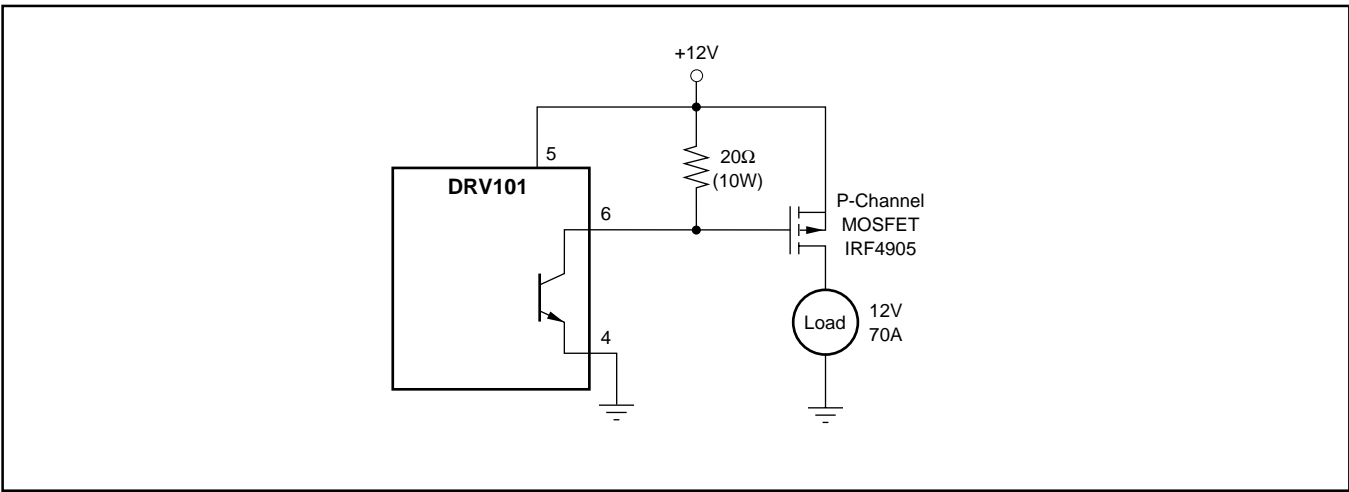 +12V
5
20Ω
(10W)
DRV101
6
P-Channel
MOSFET
IRF4905
Load
12V
70A
4